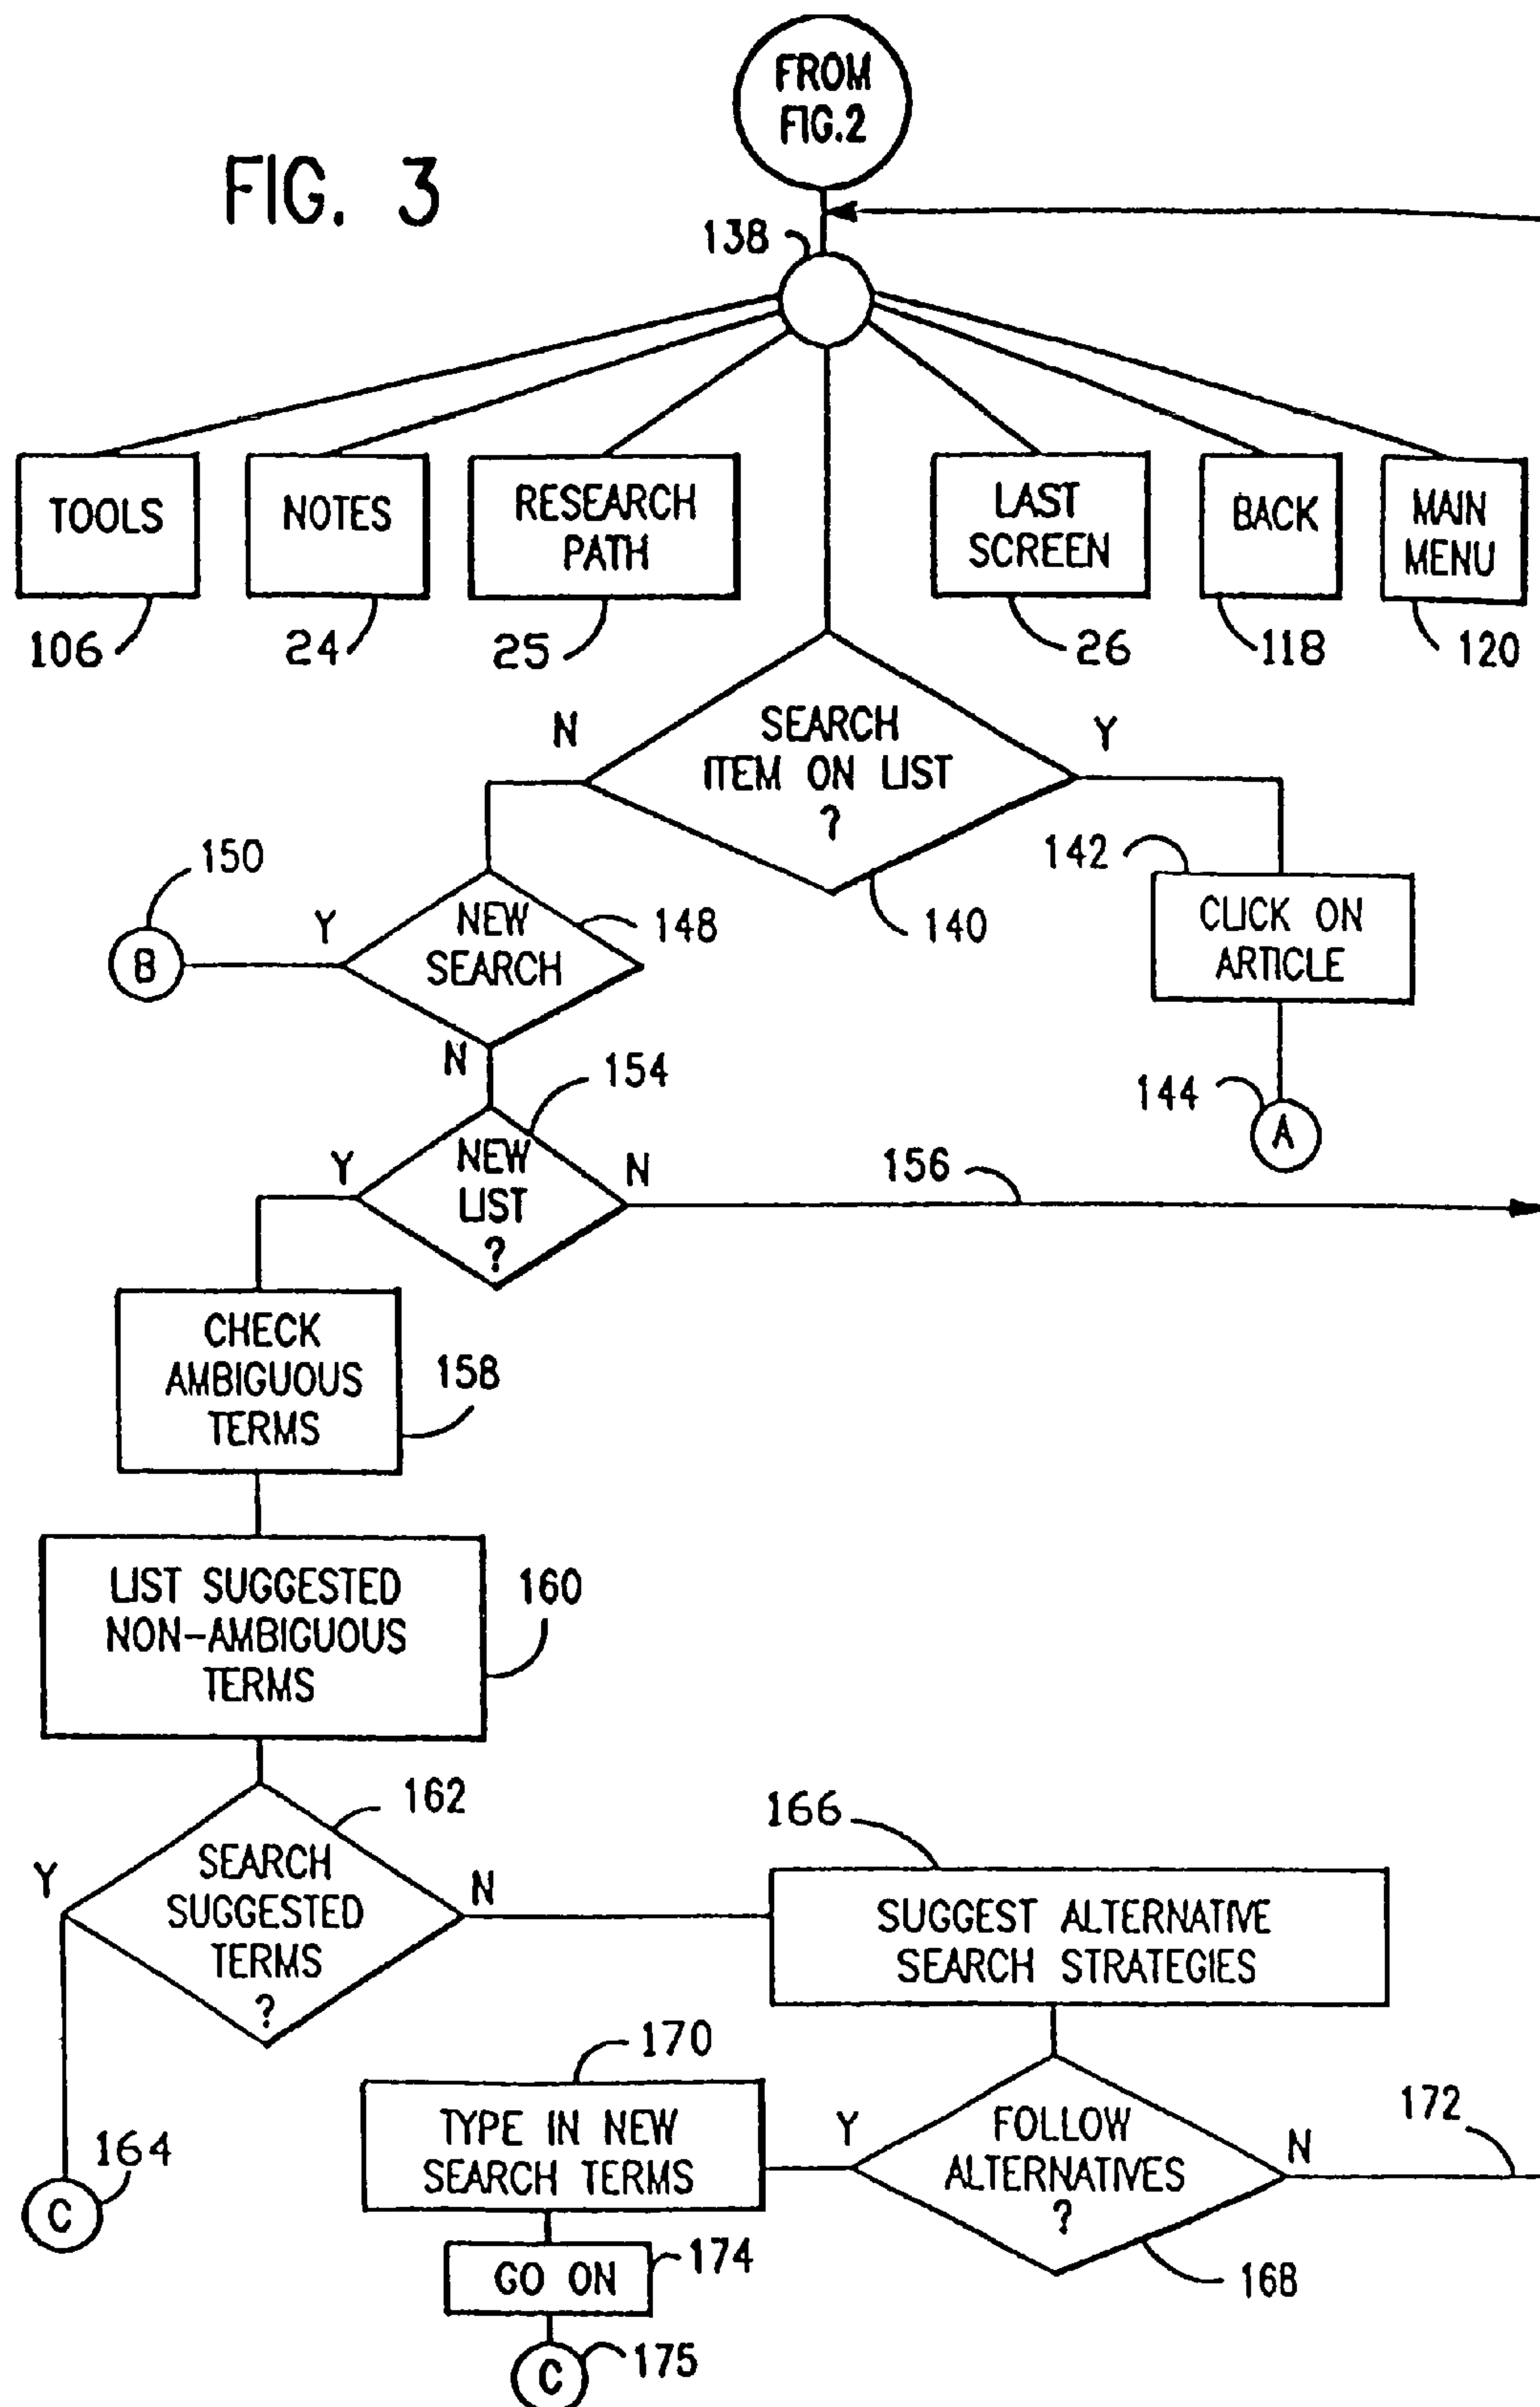 FROM
FIG.2
FIG. 3
138
TOOLS
NOTES
RESEARCH
PATH
LAST
SCREEN
BACK
MAIN
MENU
106
24
25
26
118
120
N
SEARCH
ITEM ON LIST
?
Y
150
142
140
CLICK ON
ARTICLE
B
Y
NEW
SEARCH
148
N
154
144
A
Y
NEW
LIST
?
N
156
CHECK
AMBIGUOUS
TERMS
158
LIST SUGGESTED
NON-AMBIGUOUS
TERMS
160
162
Y
SEARCH
SUGGESTED
TERMS
?
N
166
SUGGEST ALTERNATIVE
SEARCH STRATEGIES
170
TYPE IN NEW
SEARCH TERMS
Y
FOLLOW
ALTERNATIVES
?
N
172
164
C
GO ON
174
168
C
175